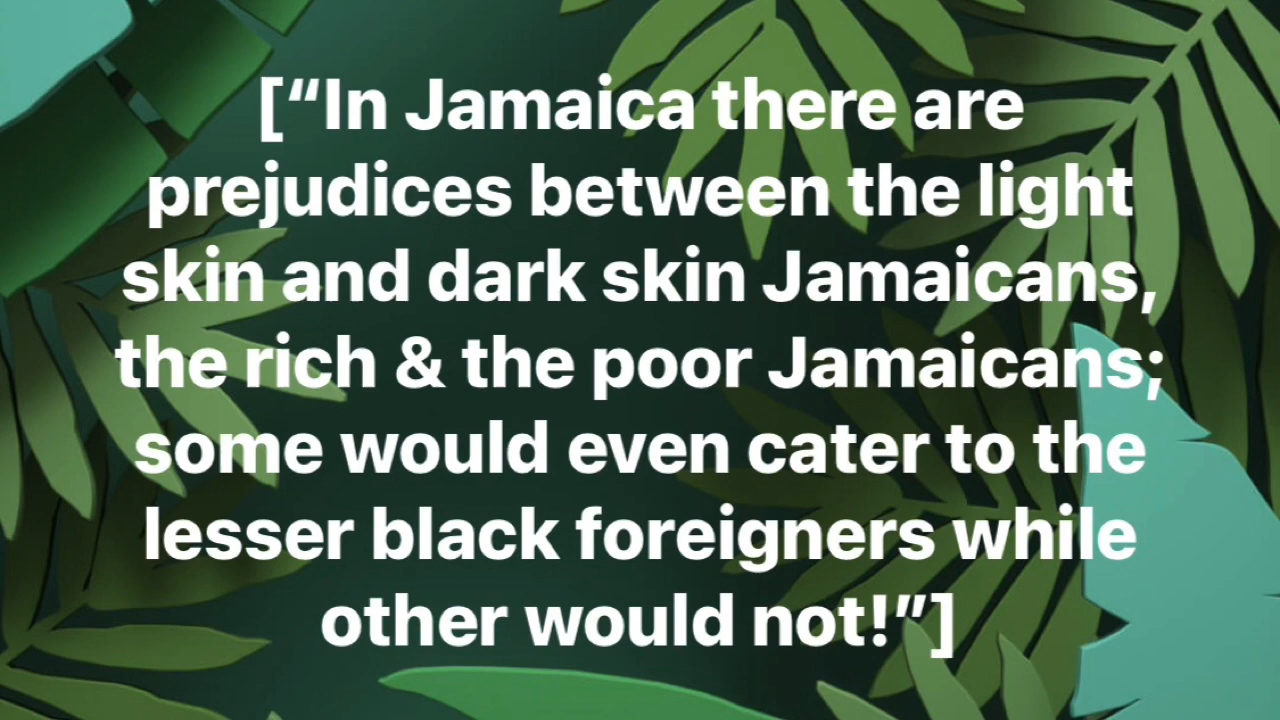 [“In Jamaica there are
prejudices between the light
skin and dark skin Jamaicans,
the rich & the poor Jamaicans;
some would even cater to the
lesser black foreigners while
other would not!”]